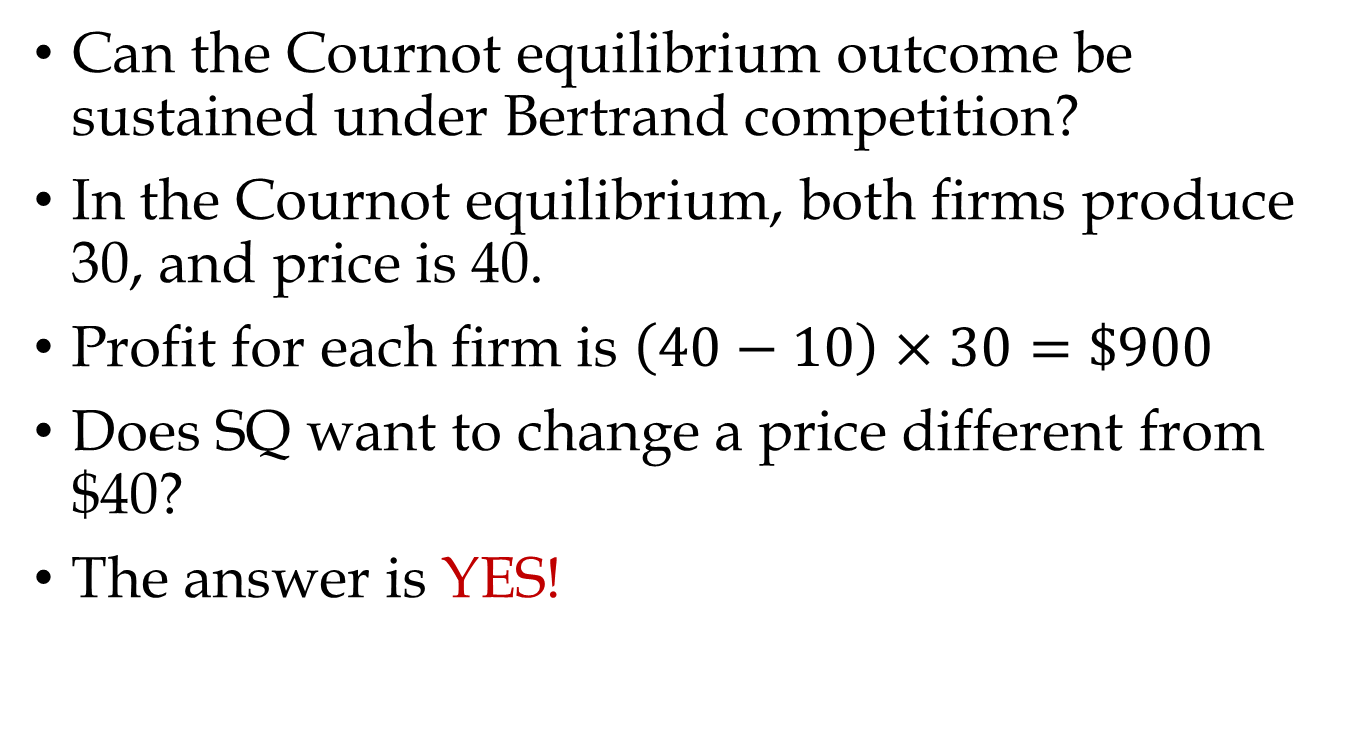 • Can the Cournot equilibrium outcome be
sustained under Bertrand competition?
• In the Cournot equilibrium, both firms produce
30, and price is 40.
• Profit for each firm is (40 − 10) × 30 = $900
• Does SQ want to change a price different from
$40?
• The answer is YES!